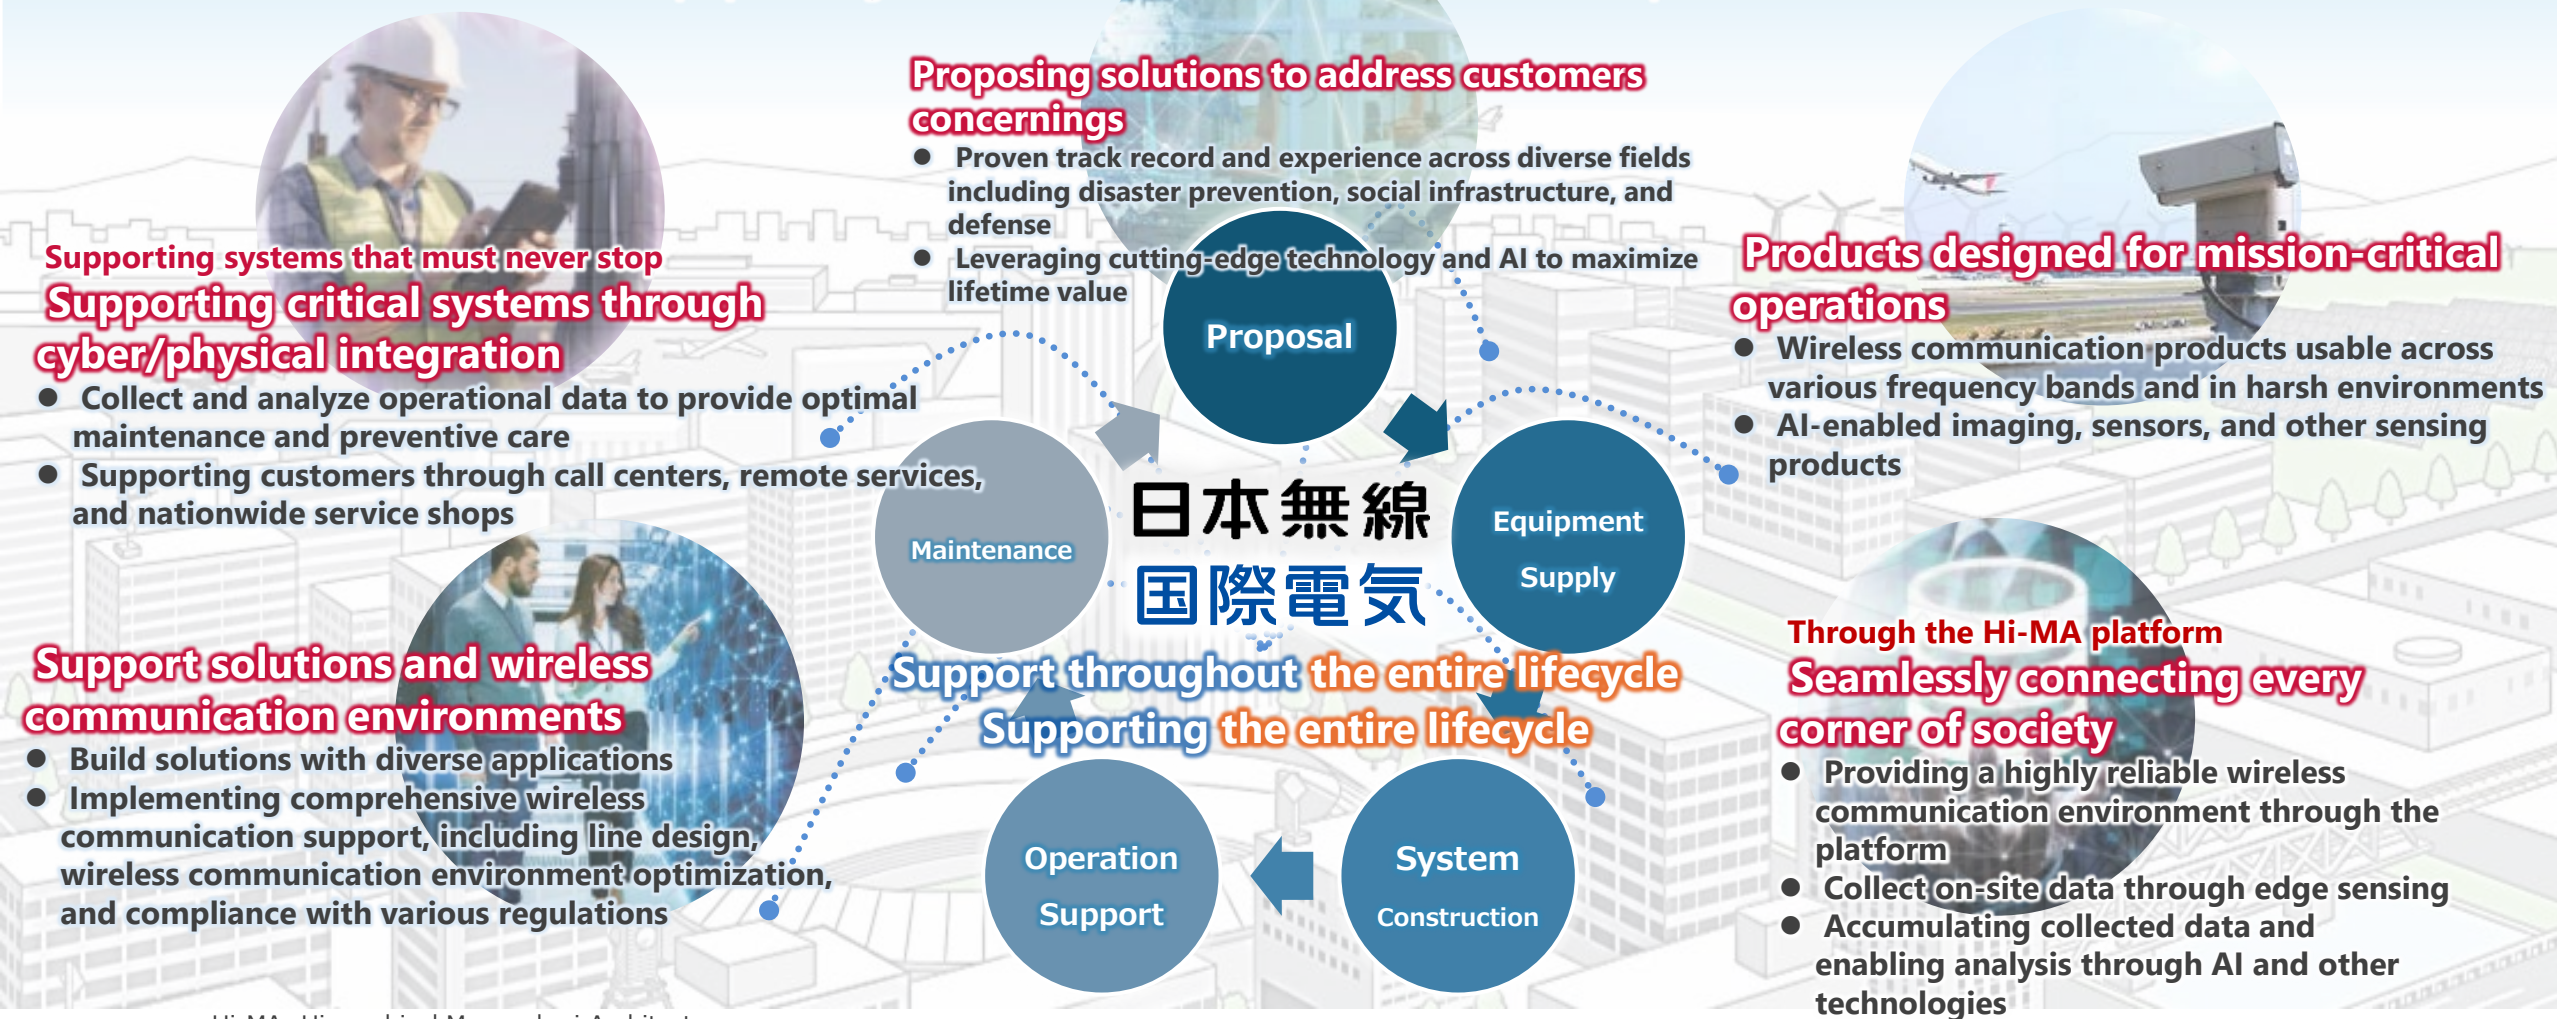 Proposing solutions to address customers
concernings
● Proven track record and experience across diverse fields
including disaster prevention, social infrastructure, and
defense
● Leveraging cutting-edge technology and AI to maximize
lifetime value
Supporting systems that must never stop
Supporting critical systems through
cyber/physical integration
● Collect and analyze operational data to provide optimal
maintenance and preventive care
● Supporting customers through call centers, remote services,
and nationwide service shops
Products designed for mission-critical
operations
● Wireless communication products usable across
various frequency bands and in harsh environments
● AI-enabled imaging, sensors, and other sensing
products
Proposal
Maintenance
日本無線
国際電気
Equipment
Supply
Support throughout the entire lifecycle
Supporting the entire lifecycle
Operation
Support
System
Construction
Support solutions and wireless
communication environments
● Build solutions with diverse applications
● Implementing comprehensive wireless
communication support, including line design,
wireless communication environment optimization,
and compliance with various regulations
Through the Hi-MA platform
Seamlessly connecting every
corner of society
● Providing a highly reliable wireless
communication environment through the
platform
● Collect on-site data through edge sensing
● Accumulating collected data and
enabling analysis through AI and other
technologies